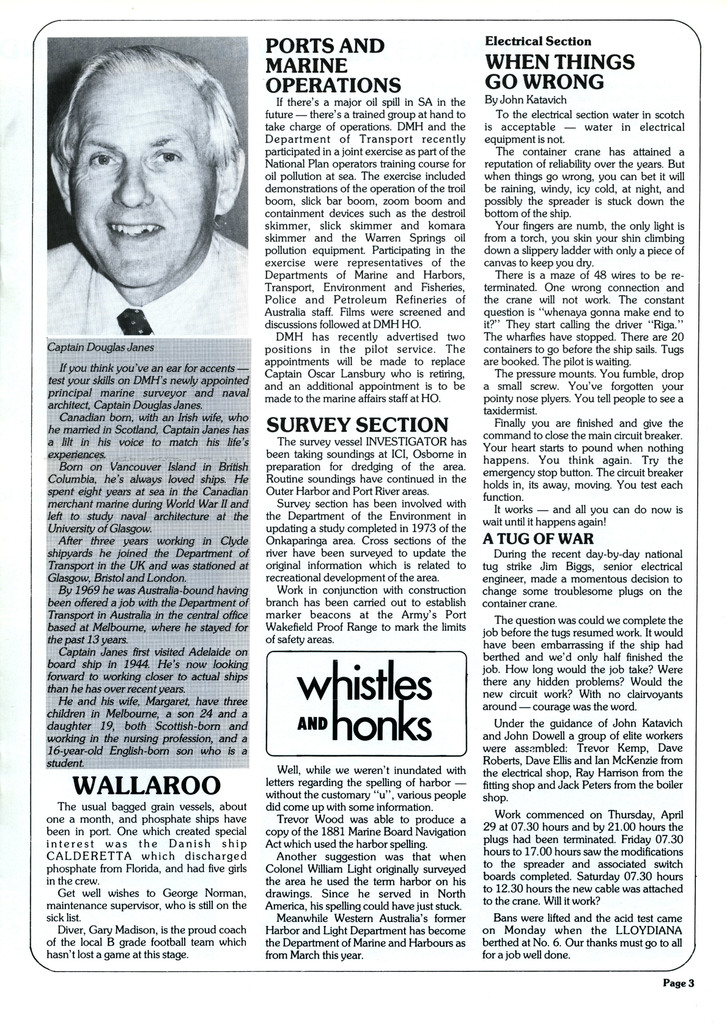 Captain Douglas Janes
If you think you've an ear for accents —
test your skills on DMH's newly appointed
principal marine surveyor and naval
architect, Captain Douglas Janes.
Canadian born, with an Irish wife, who
he married in Scotland, Captain Janes has
a lilt in his voice to match his life's
experiences.
Born on Vancouver Island in British
Columbia, he's always loved ships. He
spent eight years at sea in the Canadian
merchant marine during World War II and
left to study naval architecture at the
University of Glasgow.
After three years working in Clyde
shipyards he joined the Department of
Transport in the UK and was stationed at
Glasgow, Bristol and London.
By 1969 he was Australia-bound having
been offered a job with the Department of
Transport in Australia in the central office
based at Melbourne, where he stayed for
the past 13 years.
Captain Janes first visited Adelaide on
board ship in 1944. He's now looking
forward to working closer to actual ships
than he has over recent years.
He and his wife, Margaret, have three
children in Melbourne, a son 24 and a
daughter 19, both Scottish-born and
working in the nursing profession, and a
16-year-old English-born son who is a
student.
WALLAROO
The usual bagged grain vessels, about
one a month, and phosphate ships have
been in port. One which created special
interest was the Danish ship
CALDERETTA which discharged
phosphate from Florida, and had five girls
in the crew.
Get well wishes to George Norman,
maintenance supervisor, who is still on the
sick list.
Diver, Gary Madison, is the proud coach
of the local B grade football team which
hasn't lost a game at this stage.
PORTS AND
MARINE
OPERATIONS
If there's a major oil spill in SA in the
future — there's a trained group at hand to
take charge of operations. DMH and the
Department of Transport recently
participated in a joint exercise as part of the
National Plan operators training course for
oil pollution at sea. The exercise included
demonstrations of the operation of the troil
boom, slick bar boom, zoom boom and
containment devices such as the destroil
skimmer, slick skimmer and komara
skimmer and the Warren Springs oil
pollution equipment. Participating in the
exercise were representatives of the
Departments of Marine and Harbors,
Transport, Environment and Fisheries,
Police and Petroleum Refineries of
Australia staff. Films were screened and
discussions followed at DMH HO.
DMH has recently advertised two
positions in the pilot service. The
appointments will be made to replace
Captain Oscar Lansbury who is retiring,
and an additional appointment is to be
made to the marine affairs staff at HO.
SURVEY SECTION
The survey vessel INVESTIGATOR has
been taking soundings at ICI, Osborne in
preparation for dredging of the area.
Routine soundings have continued in the
Outer Harbor and Port River areas.
Survey section has been involved with
the Department of the Environment in
updating a study completed in 1973 of the
Onkaparinga area. Cross sections of the
river have been surveyed to update the
original information which is related to
recreational development of the area.
Work in conjunction with construction
branch has been carried out to establish
marker beacons at the Army's Port
Wakefield Proof Range to mark the limits
of safety areas.
whistles
AND honks
Well, while we weren't inundated with
letters regarding the spelling of harbor —
without the customary "u", various people
did come up with some information.
Trevor Wood was able to produce a
copy of the 1881 Marine Board Navigation
Act which used the harbor spelling.
Another suggestion was that when
Colonel William Light originally surveyed
the area he used the term harbor on his
drawings. Since he served in North
America, his spelling could have just stuck.
Meanwhile Western Australia's former
Harbor and Light Department has become
the Department of Marine and Harbours as
from March this year.
Electrical Section
WHEN THINGS
GO WRONG
By John Katavich
To the electrical section water in scotch
is acceptable — water in electrical
equipment is not.
The container crane has attained a
reputation of reliability over the years. But
when things go wrong, you can bet it will
be raining, windy, icy cold, at night, and
possibly the spreader is stuck down the
bottom of the ship.
Your fingers are numb, the only light is
from a torch, you skin your shin climbing
down a slippery ladder with only a piece of
canvas to keep you dry.
There is a maze of 48 wires to be re-
terminated. One wrong connection and
the crane will not work. The constant
question is "whenaya gonna make end to
it?" They start calling the driver "Riga."
The wharfies have stopped. There are 20
containers to go before the ship sails. Tugs
are booked. The pilot is waiting.
The pressure mounts. You fumble, drop
a small screw. You've forgotten your
pointy nose plyers. You tell people to see a
taxidermist.
Finally you are finished and give the
command to close the main circuit breaker.
Your heart starts to pound when nothing
happens. You think again. Try the
emergency stop button. The circuit breaker
holds in, its away, moving. You test each
function.
It works — and all you can do now is
wait until it happens again!
A TUG OF WAR
During the recent day-by-day national
tug strike Jim Biggs, senior electrical
engineer, made a momentous decision to
change some troublesome plugs on the
container crane.
The question was could we complete the
job before the tugs resumed work. It would
have been embarrassing if the ship had
berthed and we'd only half finished the
job. How long would the job take? Were
there any hidden problems? Would the
new circuit work? With no clairvoyants
around — courage was the word.
Under the guidance of John Katavich
and John Dowell a group of elite workers
were assembled: Trevor Kemp, Dave
Roberts, Dave Ellis and Ian McKenzie from
the electrical shop, Ray Harrison from the
fitting shop and Jack Peters from the boiler
shop.
Work commenced on Thursday, April
29 at 07.30 hours and by 21.00 hours the
plugs had been terminated. Friday 07.30
hours to 17.00 hours saw the modifications
to the spreader and associated switch
boards completed. Saturday 07.30 hours
to 12.30 hours the new cable was attached
to the crane. Will it work?
Bans were lifted and the acid test came
on Monday when the LLOYDIANA
berthed at No. 6. Our thanks must go to all
for a job well done.
Page 3